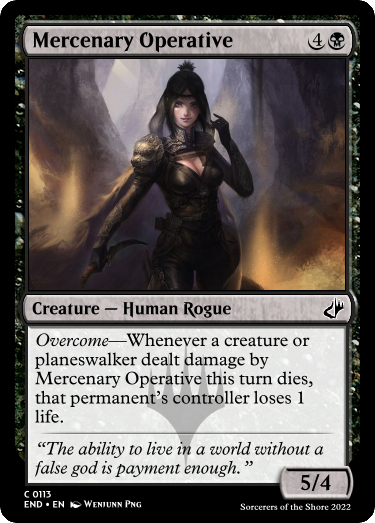 Mercenary Operative 4
Creature — Human Rogue
Overcome—Whenever a creature or
planeswalker dealt damage by
Mercenary Operative this turn dies,
that permanent's controller loses 1
life.
“The ability to live in a world without a
false god is payment enough.”
5/4
C 0113
END • EN Wenjunn Png
Sorcerers of the Shore 2022